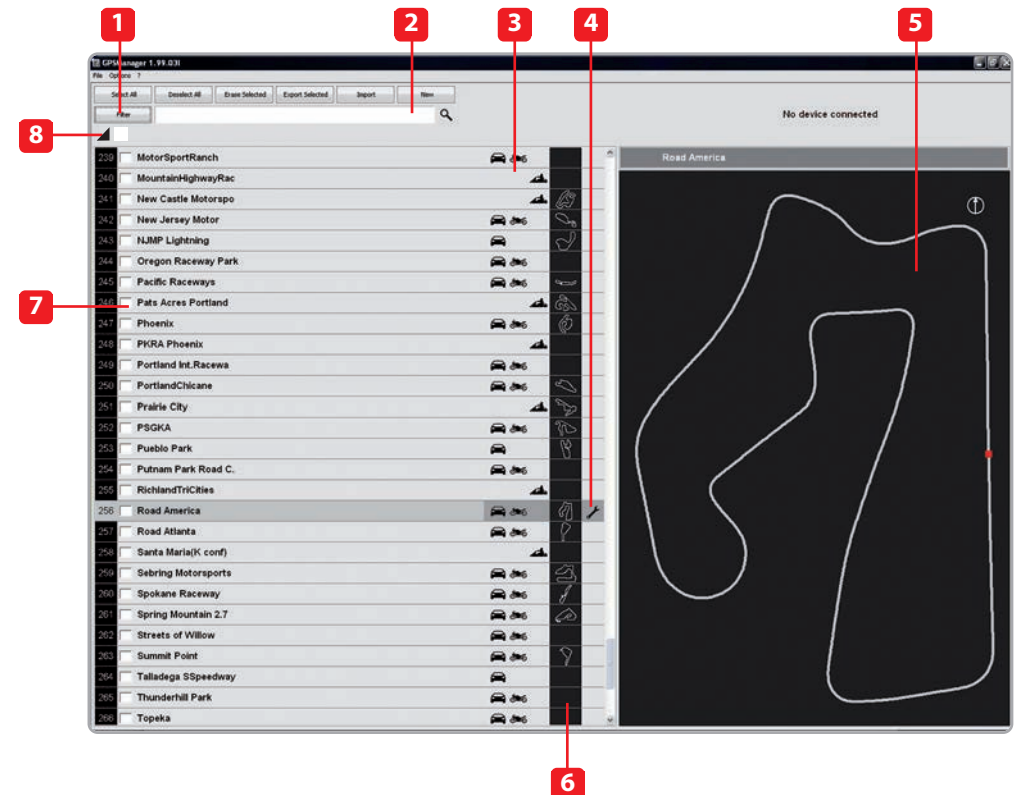 1 2 3 4 5
GPSManager 1.99.03I
File Options ?
Select All Deselect All Erase Selected Export Selected Import New
Filter
No device connected
8
Road America
239 MotorSportRanch
240 MountainHighwayRac
241 New Castle Motorspo
242 New Jersey Motor
243 NJMP Lightning
244 Oregon Raceway Park
245 Pacific Raceways
7
246 Pats Acres Portland
247 Phoenix
248 PKRA Phoenix
249 Portland Int.Racewa
250 PortlandChicane
251 Prairie City
252 PSGKA
253 Pueblo Park
254 Putnam Park Road C.
255 RichlandTriCities
256 Road America
257 Road Atlanta
258 Santa Maria(K conf)
259 Sebring Motorsports
260 Spokane Raceway
261 Spring Mountain 2.7
262 Streets of Willow
263 Summit Point
264 Talladega SSpeedway
265 Thunderhill Park
266 Topeka
6